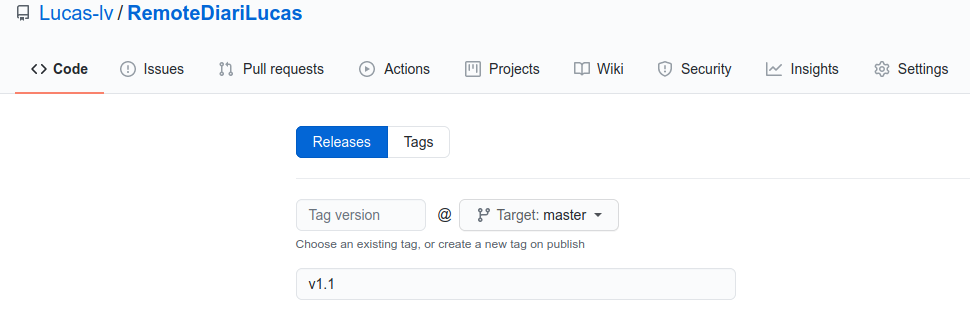 Lucas-lv / RemoteDiariLucas
Code Issues Pull requests Actions Projects Wiki Security Insights Settings
Releases Tags
Tag version @ Target: master
Choose an existing tag, or create a new tag on publish
v1.1